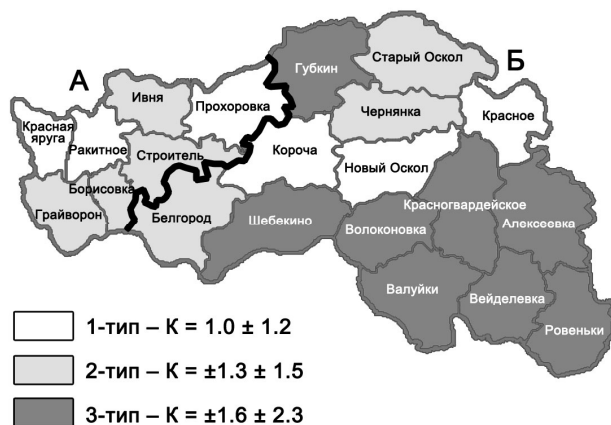 Губкин
Старый Оскол
А
Б
Ивня
Прохоровка
Чернянка
Красное
Красная
яруга
Ракитное
Строитель
Короча
Новый Оскол
Борисовка
Грайворон
Белгород
Шебекино
Волоконовка
Красногвардейское
Алексеевка
Валуйки
Вейделевка
Ровеньки
1-тип – К = 1.0 ± 1.2
2-тип – К = ±1.3 ± 1.5
3-тип – К = ±1.6 ± 2.3